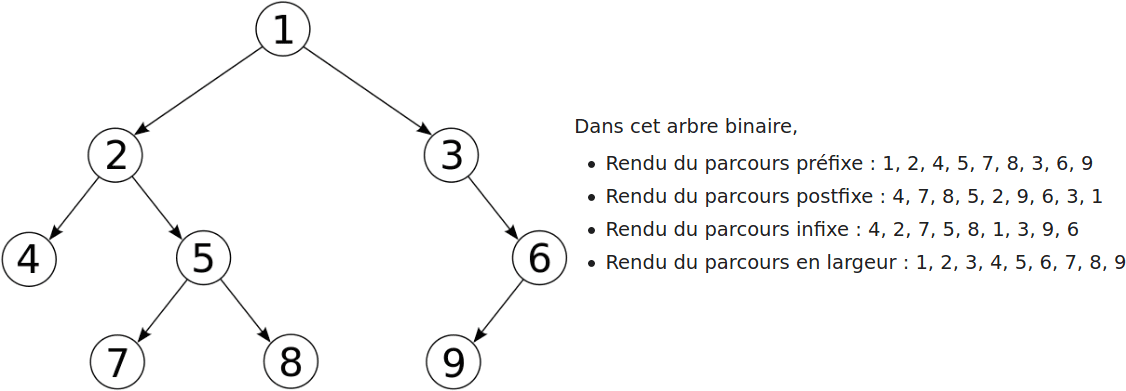 1
2
3
4
5
6
7
8
9
Dans cet arbre binaire,
• Rendu du parcours préfixe : 1, 2, 4, 5, 7, 8, 3, 6, 9
• Rendu du parcours postfixe : 4, 7, 8, 5, 2, 9, 6, 3, 1
• Rendu du parcours infixe : 4, 2, 7, 5, 8, 1, 3, 9, 6
• Rendu du parcours en largeur : 1, 2, 3, 4, 5, 6, 7, 8, 9